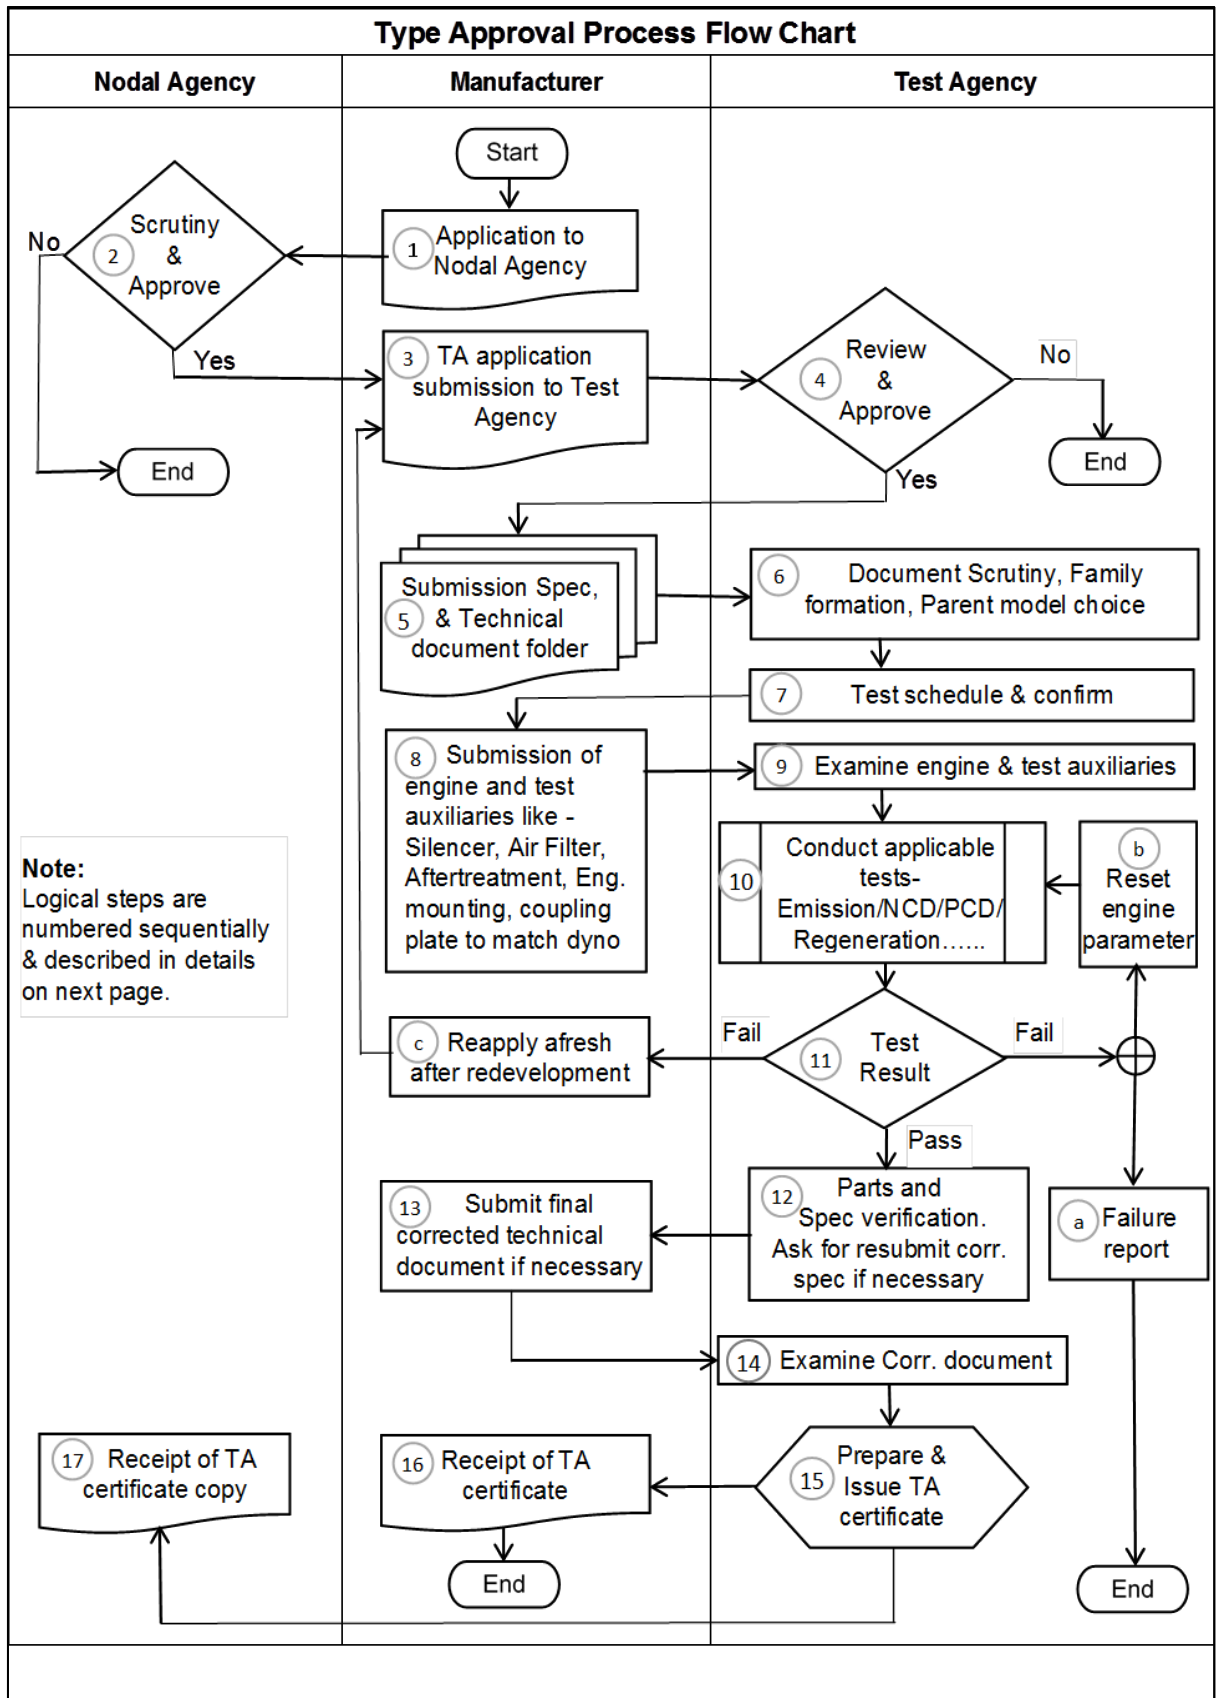 Type Approval Process Flow Chart
Nodal Agency
Manufacturer
Test Agency
Start
No
2
Scrutiny
&
Approve
1
Application to
Nodal Agency
Yes
3
TA application
submission to Test
Agency
4
Review
&
Approve
No
End
End
Yes
5
Submission Spec,
& Technical
document folder
6
Document Scrutiny, Family
formation, Parent model choice
7
Test schedule & confirm
8
Submission of
engine and test
auxiliaries like -
Silencer, Air Filter,
Aftertreatment, Eng.
mounting, coupling
plate to match dyno
9
Examine engine & test auxiliaries
10
Conduct applicable
tests-
Emission/NCD/PCD/
Regeneration......
b
Reset
engine
parameter
Note:
Logical steps are
numbered sequentially
& described in details
on next page.
c
Reapply afresh
after redevelopment
Fail
11
Test
Result
Fail
Pass
13
Submit final
corrected technical
document if necessary
12
Parts and
Spec verification.
Ask for resubmit corr.
spec if necessary
a
Failure
report
14
Examine Corr. document
17
Receipt of TA
certificate copy
16
Receipt of TA
certificate
15
Prepare &
Issue TA
certificate
End
End